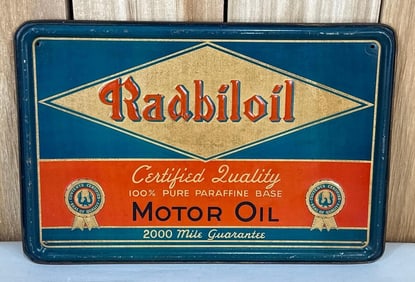 Radbiloil
Certified Quality
100% PURE PARAFFINE BASE
MOTOR OIL
2000 Mile Guarantee